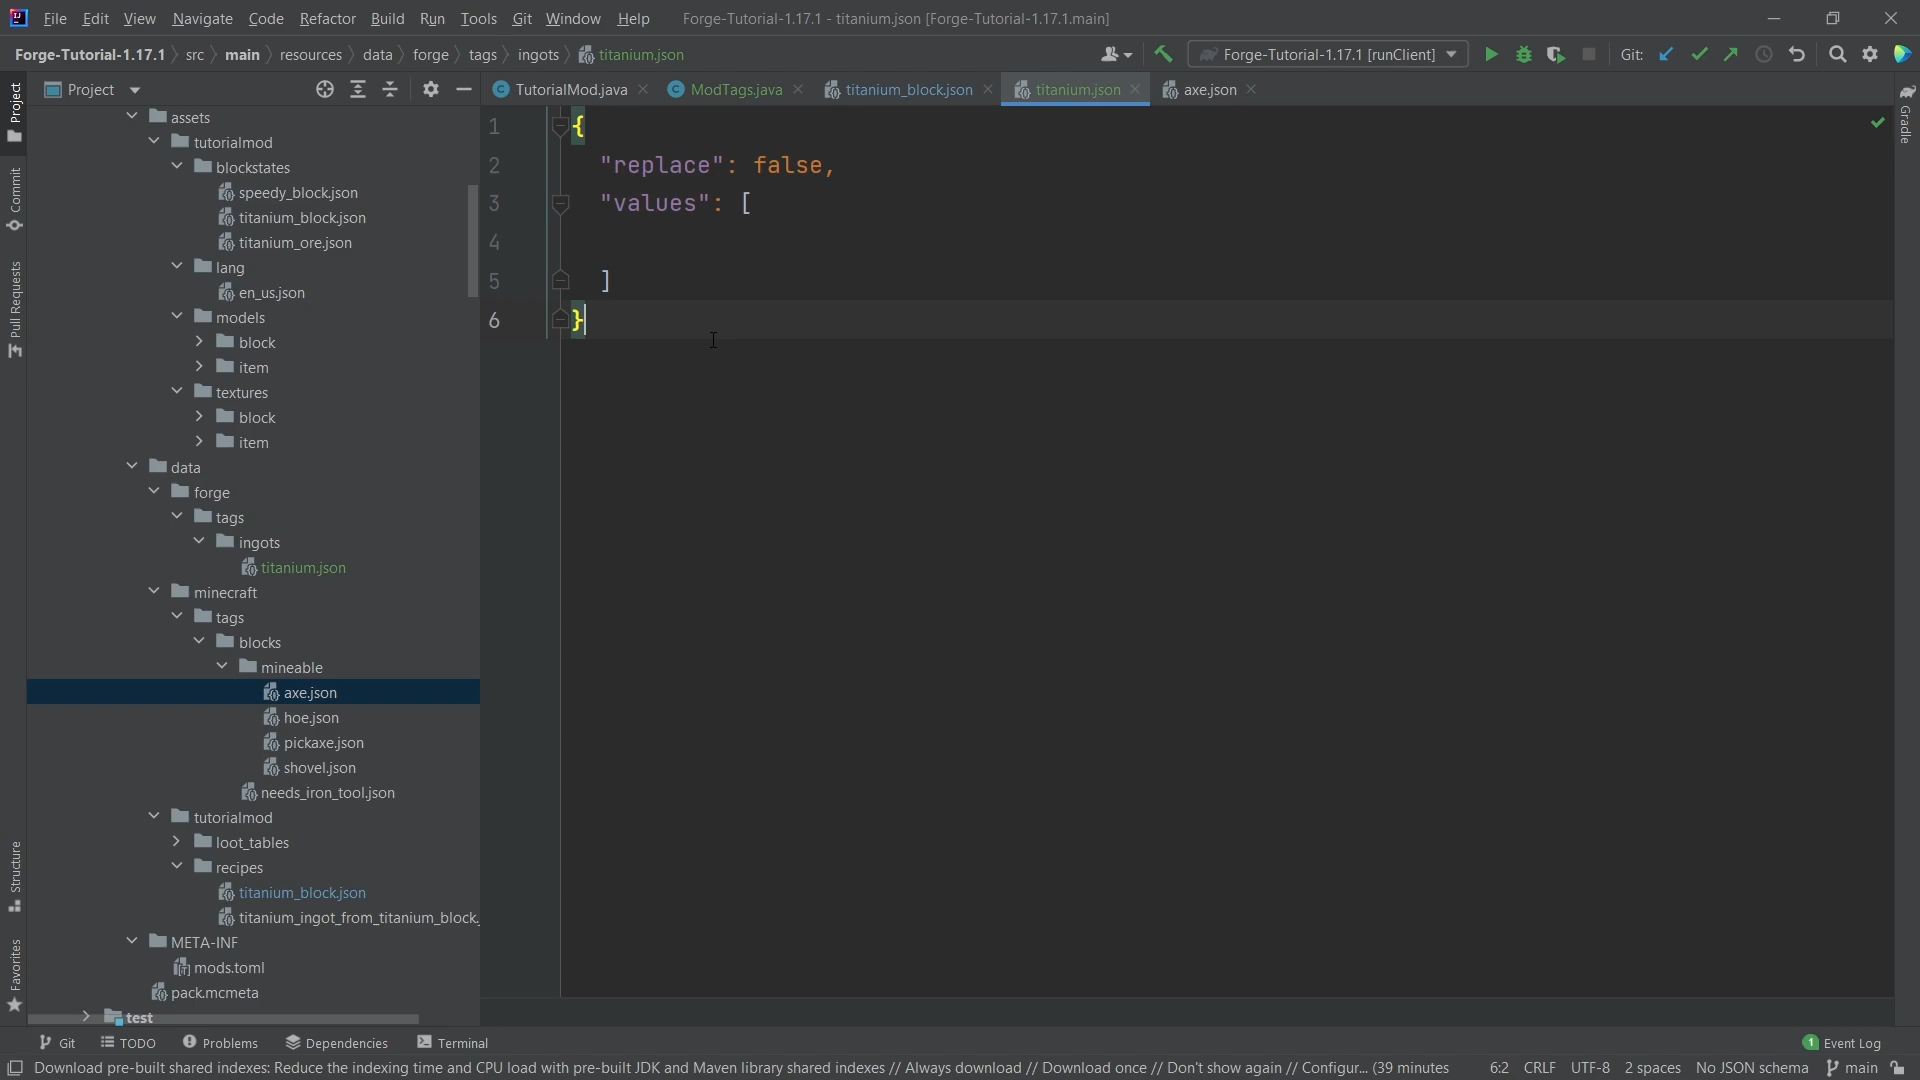 File Edit View Navigate Code Refactor Build Run Tools Git Window Help Forge-Tutorial-1.17.1 - titanium.json [Forge-Tutorial-1.17.1.main]
Forge-Tutorial-1.17.1 src main resources data forge tags ingots titanium.json Forge-Tutorial-1.17.1 [runClient] Git:
Project TutorialMod.java ModTags.java titanium_block.json titanium.json axe.json
Project
Commit
Pull Requests
Structure
Favorites
Gradle
assets
tutorialmod
blockstates
speedy_block.json
titanium_block.json
titanium_ore.json
lang
en_us.json
models
block
item
textures
block
item
data
forge
tags
ingots
titanium.json
minecraft
tags
blocks
mineable
axe.json
hoe.json
pickaxe.json
shovel.json
needs_iron_tool.json
tutorialmod
loot_tables
recipes
titanium_block.json
titanium_ingot_from_titanium_block.
META-INF
mods.toml
pack.mcmeta
test
1 {
2 "replace": false,
3 "values": [
4
5 ]
6 }
Git TODO Problems Dependencies Terminal 1 Event Log
Download pre-built shared indexes: Reduce the indexing time and CPU load with pre-built JDK and Maven library shared indexes // Always download // Download once // Don't show again // Configur... (39 minutes 6:2 CRLF UTF-8 2 spaces No JSON schema main